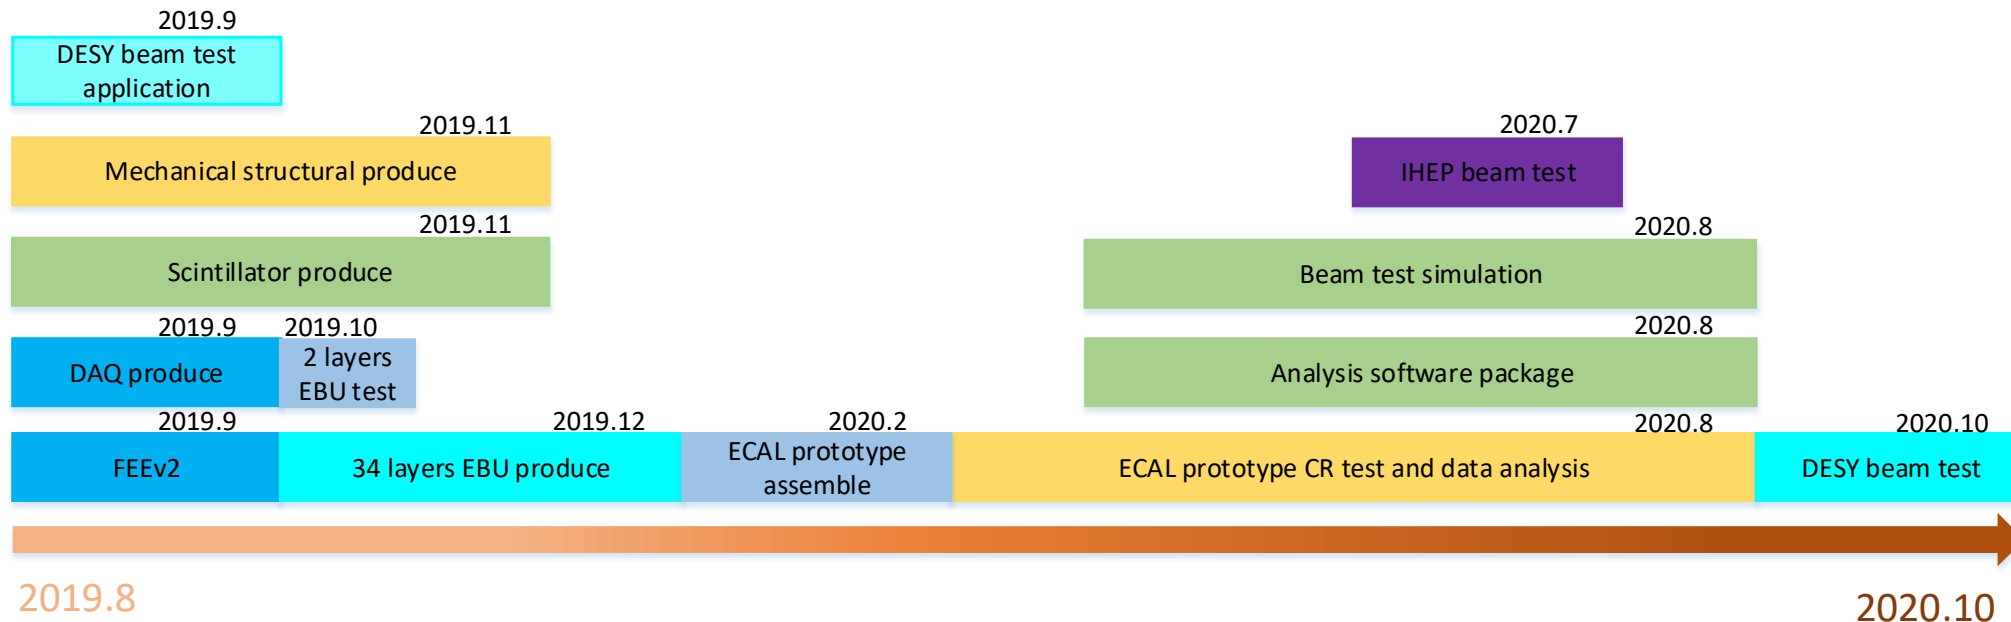 2019.9
DESY beam test
application
2019.11
Mechanical structural produce
2020.7
IHEP beam test
2019.11
Scintillator produce
2020.8
Beam test simulation
2019.9
DAQ produce
2019.10
2 layers
EBU test
2020.8
Analysis software package
2019.9
FEEv2
2019.12
34 layers EBU produce
2020.2
ECAL prototype
assemble
2020.8
ECAL prototype CR test and data analysis
2020.10
DESY beam test
2019.8
2020.10